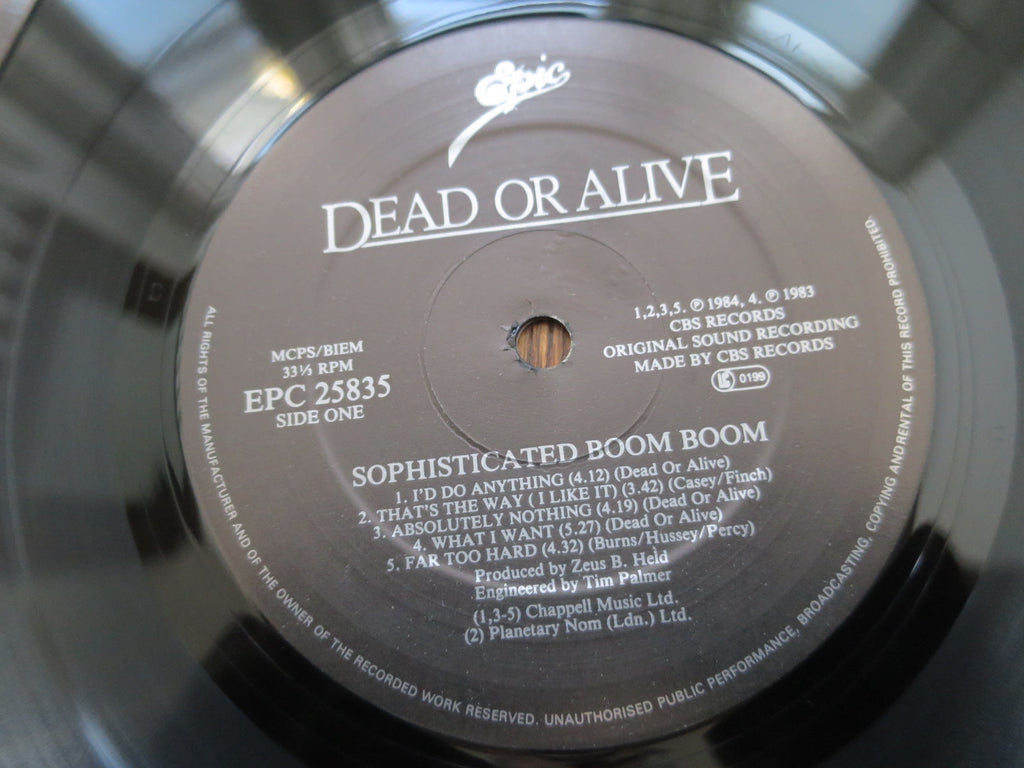 Epic
DEAD OR ALIVE
1,2,3,5. ℗ 1984, 4. ℗ 1983
CBS RECORDS
ORIGINAL SOUND RECORDING
MADE BY CBS RECORDS
0199
MCPS/BIEM
33⅓ RPM
EPC 25835
SIDE ONE
SOPHISTICATED BOOM BOOM
1. I'D DO ANYTHING (4.12) (Dead Or Alive)
2. THAT'S THE WAY ( I LIKE IT) (3.42) (Casey/Finch)
3. ABSOLUTELY NOTHING (4.19) (Dead Or Alive)
4. WHAT I WANT (5.27) (Dead Or Alive)
5. FAR TOO HARD (4.32) (Burns/Hussey/Percy)
Produced by Zeus B. Held
Engineered by Tim Palmer
(1,3-5) Chappell Music Ltd.
(2) Planetary Nom (Ldn.) Ltd.
ALL RIGHTS OF THE MANUFACTURER AND OF THE OWNER OF THE RECORDED WORK RESERVED. UNAUTHORISED PUBLIC PERFORMANCE, BROADCASTING, COPYING AND RENTAL OF THIS RECORD PROHIBITED.